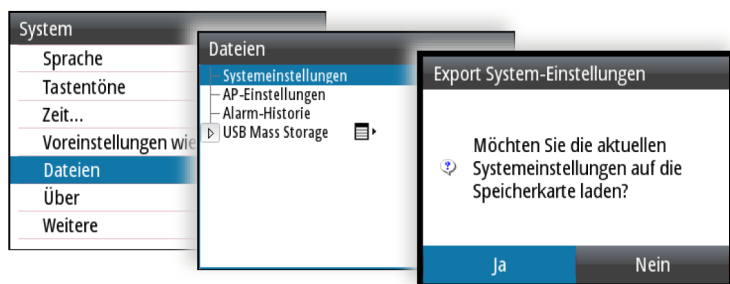 System
Sprache
Tastentöne
Zeit...
Voreinstellungen wie
Dateien
Über
Weitere
Dateien
Systemeinstellungen
AP-Einstellungen
Alarm-Historie
USB Mass Storage
Export System-Einstellungen
Möchten Sie die aktuellen
Systemeinstellungen auf die
Speicherkarte laden?
Ja Nein